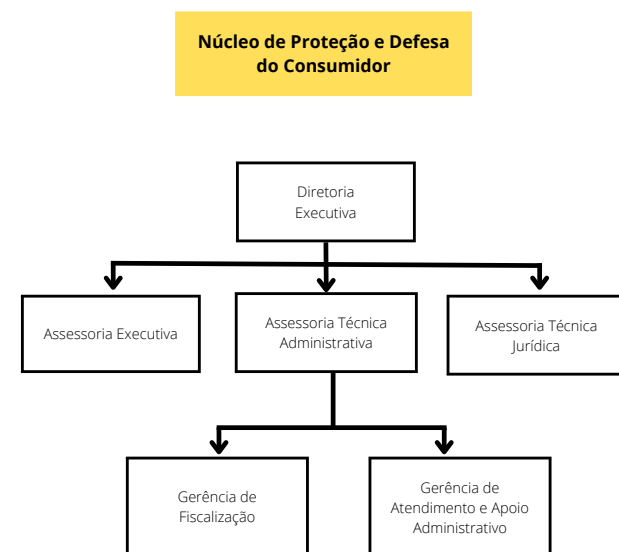 Núcleo de Proteção e Defesa
do Consumidor
Diretoria
Executiva
Assessoria Executiva
Assessoria Técnica
Administrativa
Assessoria Técnica
Jurídica
Gerência de
Fiscalização
Gerência de
Atendimento e Apoio
Administrativo